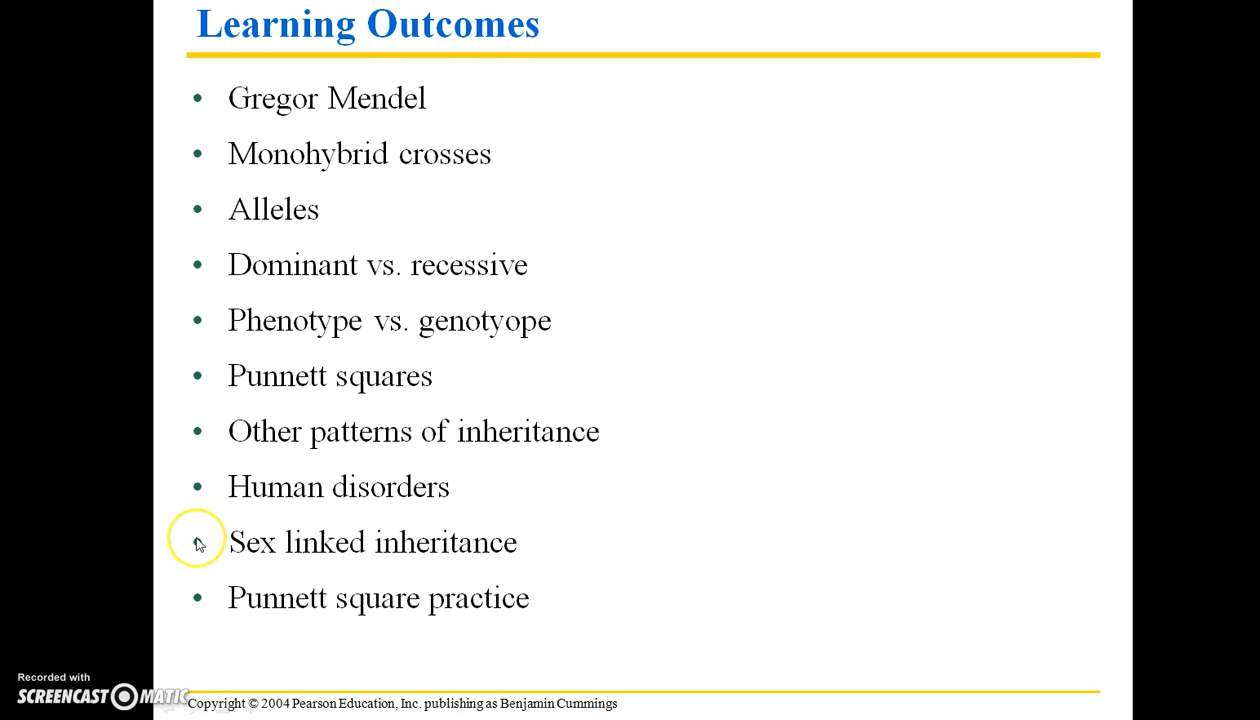 Learning Outcomes
• Gregor Mendel
• Monohybrid crosses
• Alleles
• Dominant vs. recessive
• Phenotype vs. genotyope
• Punnett squares
• Other patterns of inheritance
• Human disorders
• Sex linked inheritance
• Punnett square practice
Recorded with
SCREENCAST MATIC
Copyright © 2004 Pearson Education, Inc. publishing as Benjamin Cummings